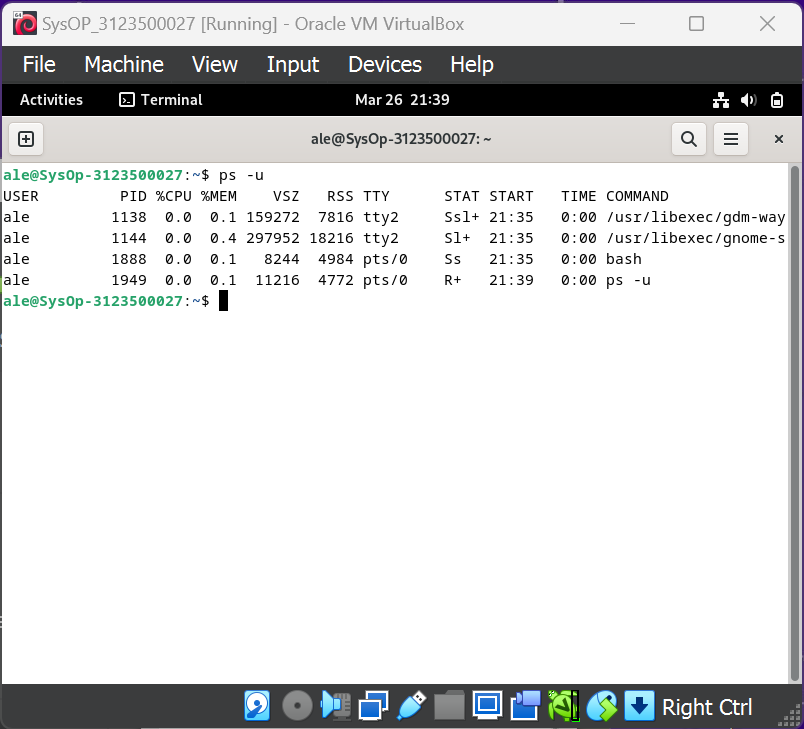 SysOP_3123500027 [Running] - Oracle VM VirtualBox
File Machine View Input Devices Help
Activities Terminal Mar 26 21:39
ale@SysOp-3123500027: ~
ale@SysOp-3123500027:~$ ps -u
USER PID %CPU %MEM VSZ RSS TTY STAT START TIME COMMAND
ale 1138 0.0 0.1 159272 7816 tty2 Ssl+ 21:35 0:00 /usr/libexec/gdm-way
ale 1144 0.0 0.4 297952 18216 tty2 Sl+ 21:35 0:00 /usr/libexec/gnome-s
ale 1888 0.0 0.1 8244 4984 pts/0 Ss 21:35 0:00 bash
ale 1949 0.0 0.1 11216 4772 pts/0 R+ 21:39 0:00 ps -u
ale@SysOp-3123500027:~$
Right Ctrl